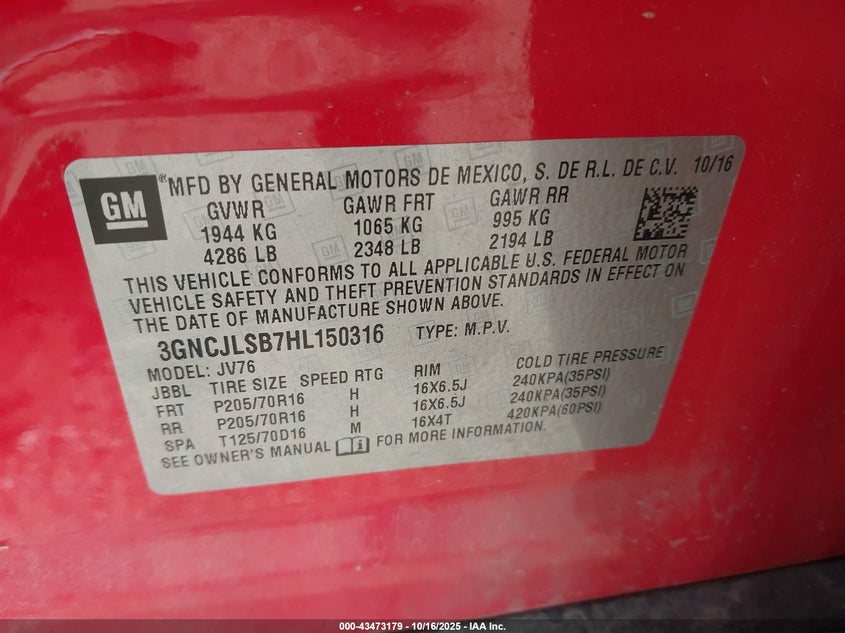 GM
®MFD BY GENERAL MOTORS DE MEXICO, S. DE R.L. DE C.V. 10/16
GVWR GAWR FRT GAWR RR
1944 KG 1065 KG 995 KG
4286 LB 2348 LB 2194 LB
THIS VEHICLE CONFORMS TO ALL APPLICABLE U.S. FEDERAL MOTOR
VEHICLE SAFETY AND THEFT PREVENTION STANDARDS IN EFFECT ON
THE DATE OF MANUFACTURE SHOWN ABOVE.
3GNCJLSB7HL150316 TYPE: M.P.V.
MODEL: JV76
JBBL TIRE SIZE SPEED RTG RIM COLD TIRE PRESSURE
FRT P205/70R16 H 16X6.5J 240KPA(35PSI)
RR P205/70R16 H 16X6.5J 240KPA(35PSI)
SPA T125/70D16 M 16X4T 420KPA(60PSI)
SEE OWNER'S MANUAL FOR MORE INFORMATION.
000-43473179 • 10/16/2025 • IAA Inc.